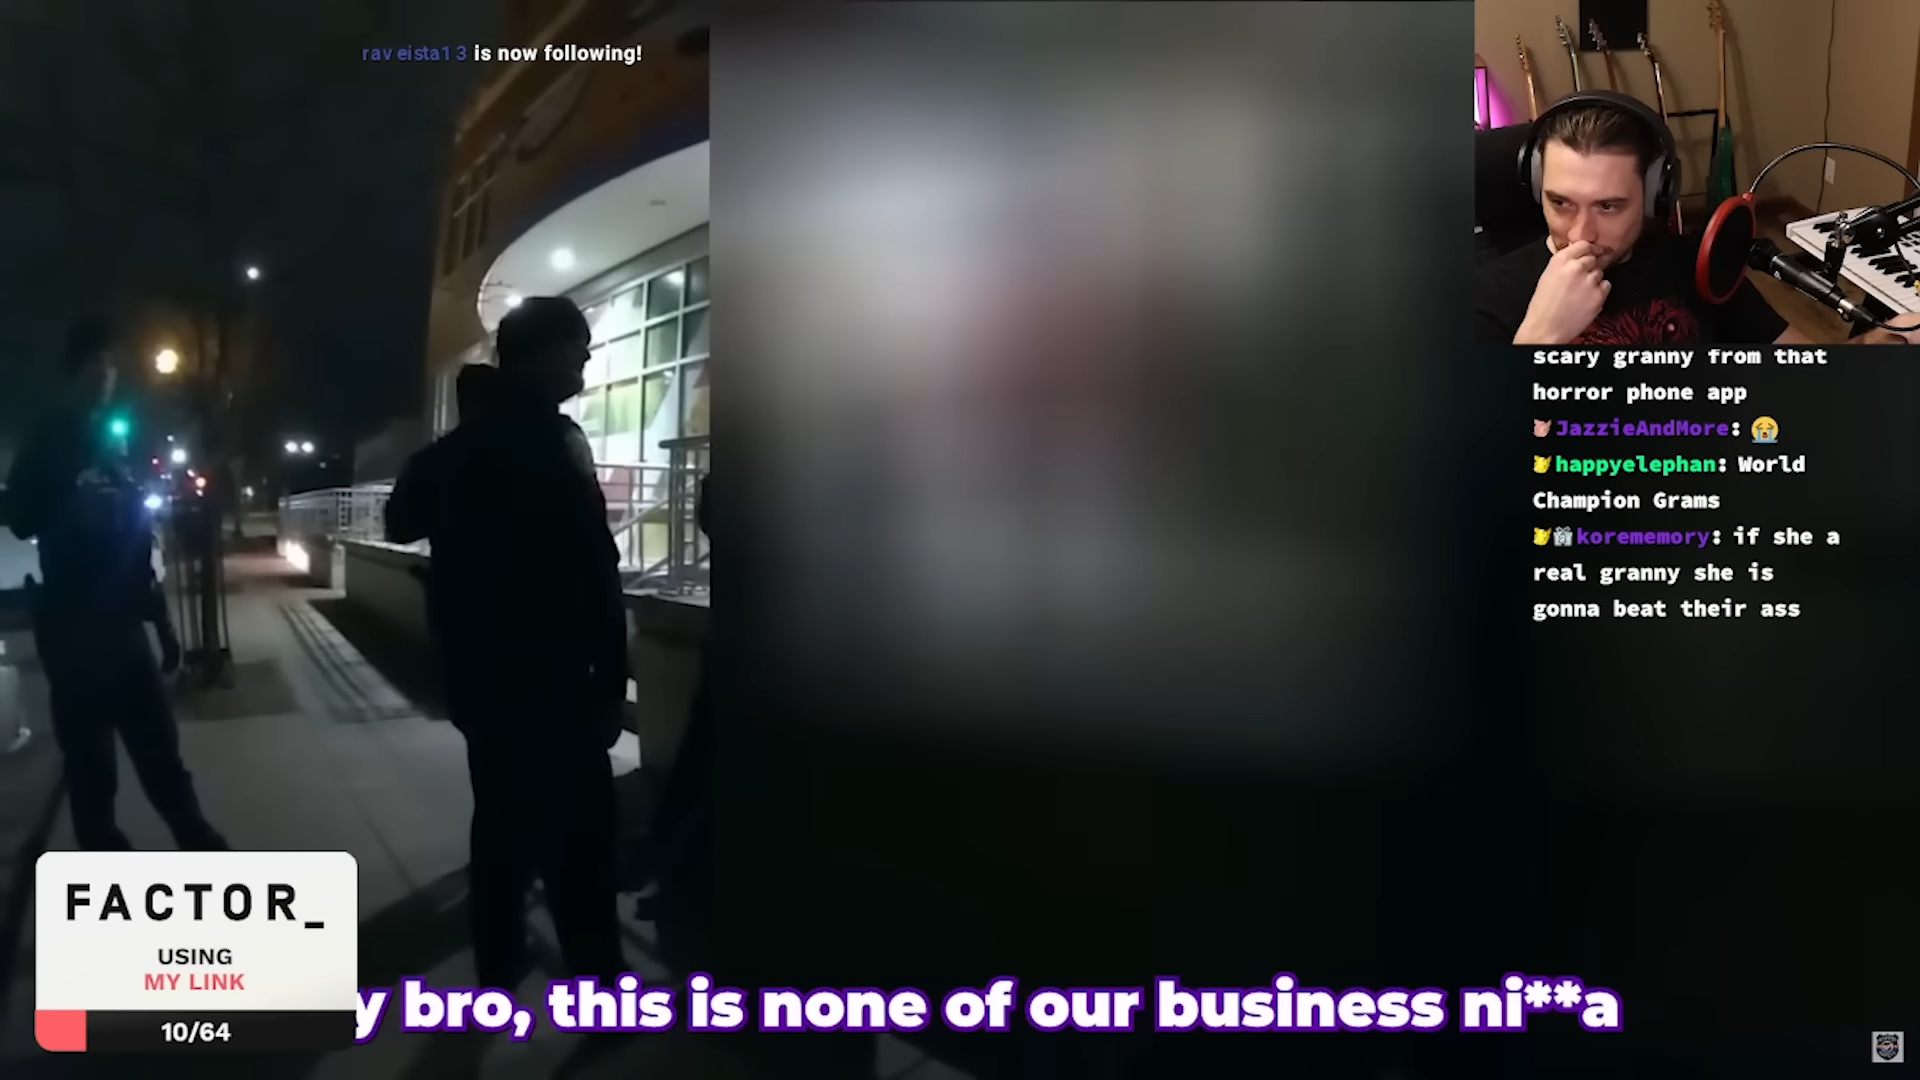 rav eista1 3 is now following!
scary granny from that
horror phone app
JazzieAndMore:
happyelephan: World
Champion Grams
korememory: if she a
real granny she is
gonna beat their ass
FACTOR_
USING
MY LINK
10/64
y bro, this is none of our business ni**a